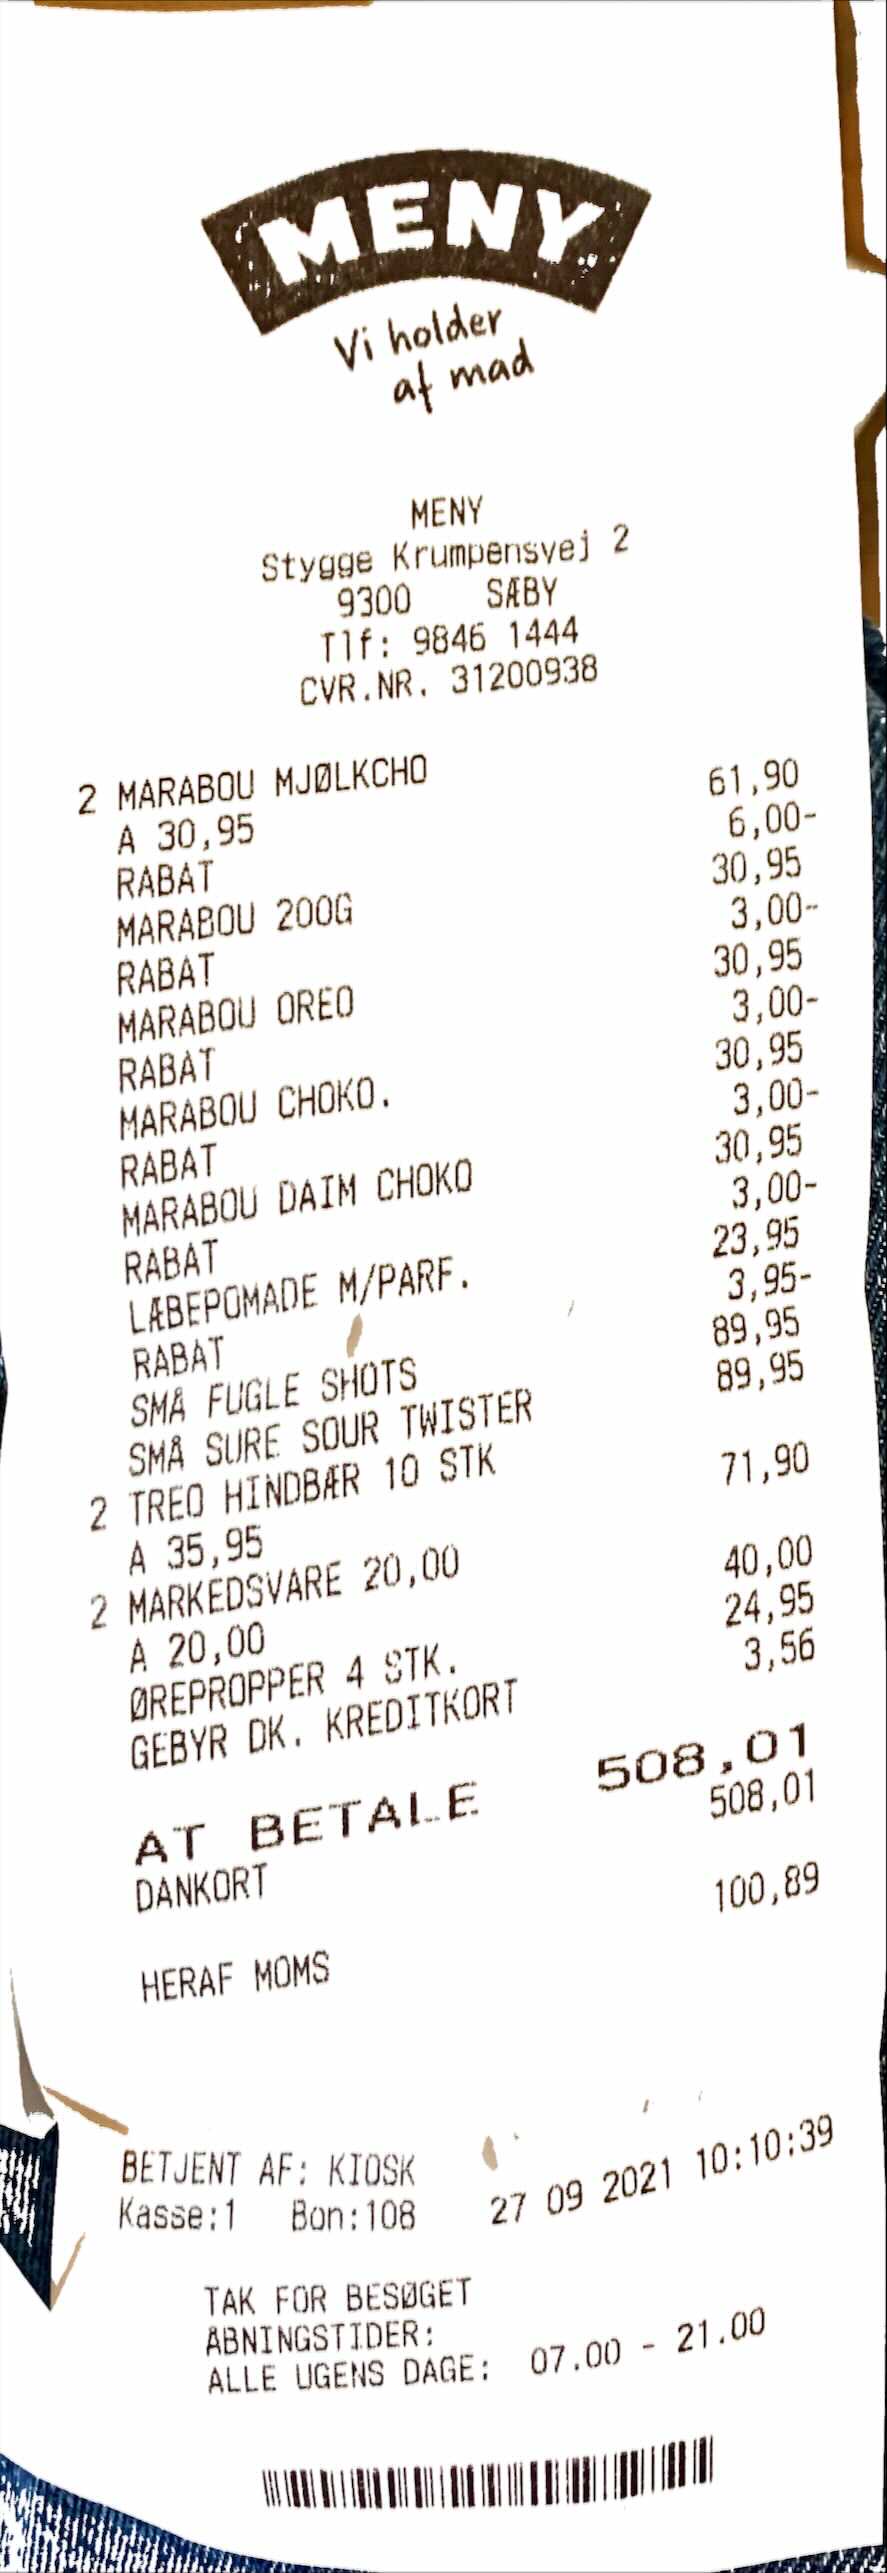 MENY
Vi holder
af mad
MENY
Stygge Krumpensvej 2
9300 SÆBY
Tlf: 9846 1444
CVR.NR. 31200938
2 MARABOU MJØLKCHO
A 30,95 61,90
RABAT 6,00-
MARABOU 200G 30,95
RABAT 3,00-
MARABOU OREO 30,95
RABAT 3,00-
MARABOU CHOKO. 30,95
RABAT 3,00-
MARABOU DAIM CHOKO 30,95
RABAT 3,00-
LÆBEPOMADE M/PARF. 23,95
RABAT 3,95-
SMÅ FUGLE SHOTS 89,95
SMÅ SURE SOUR TWISTER 89,95
2 TREO HINDBÆR 10 STK
A 35,95 71,90
2 MARKEDSVARE 20,00
A 20,00 40,00
ØREPROPPER 4 STK. 24,95
GEBYR DK. KREDITKORT 3,56
AT BETALE 508,01
DANKORT 508,01
HERAF MOMS 100,89
BETJENT AF: KIOSK
Kasse:1 Bon:108 27 09 2021 10:10:39
TAK FOR BESØGET
ÅBNINGSTIDER:
ALLE UGENS DAGE: 07.00 - 21.00